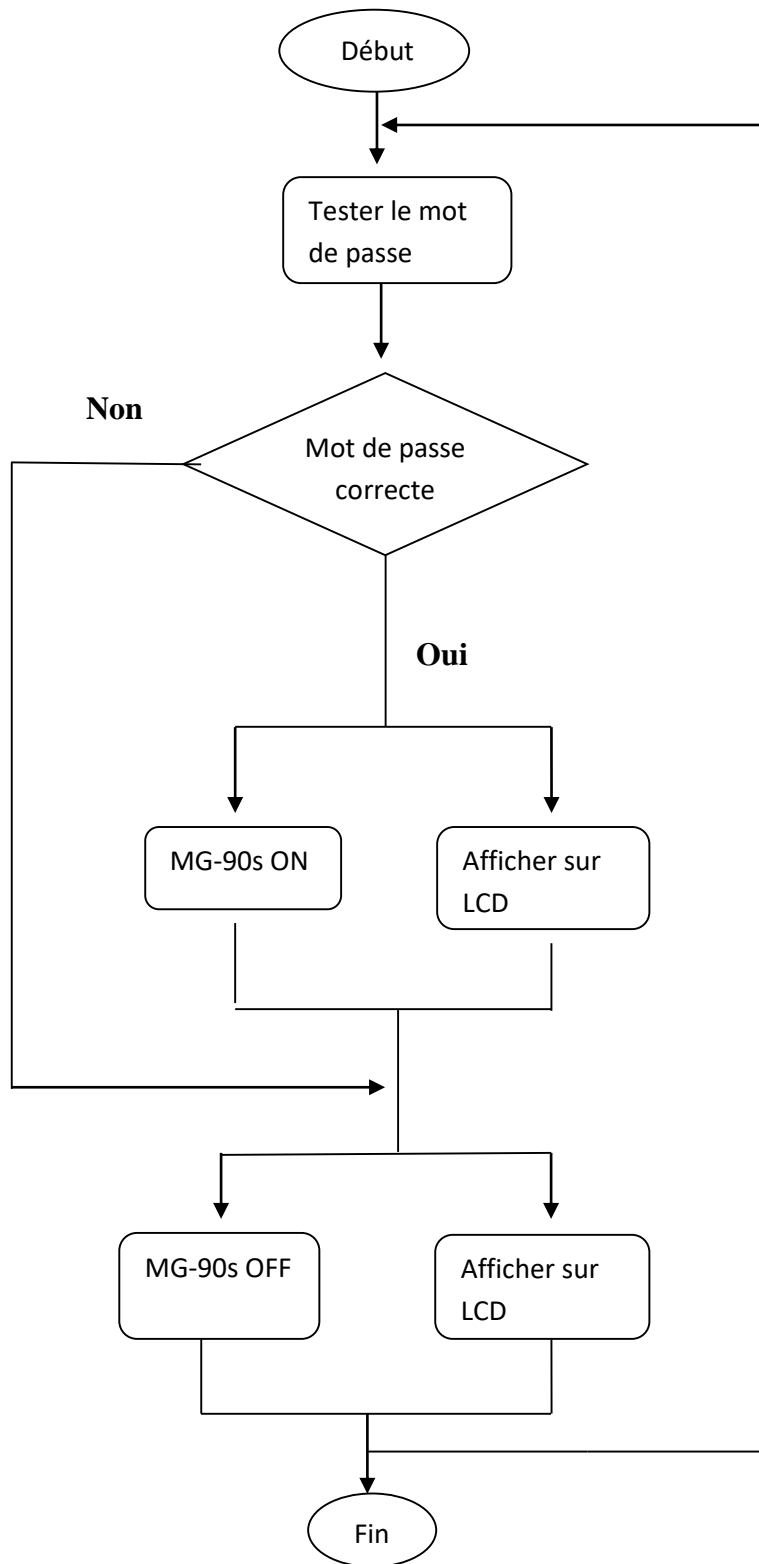 Début
Tester le mot
de passe
Non
Mot de passe
correcte
Oui
MG-90s ON
Afficher sur
LCD
MG-90s OFF
Afficher sur
LCD
Fin